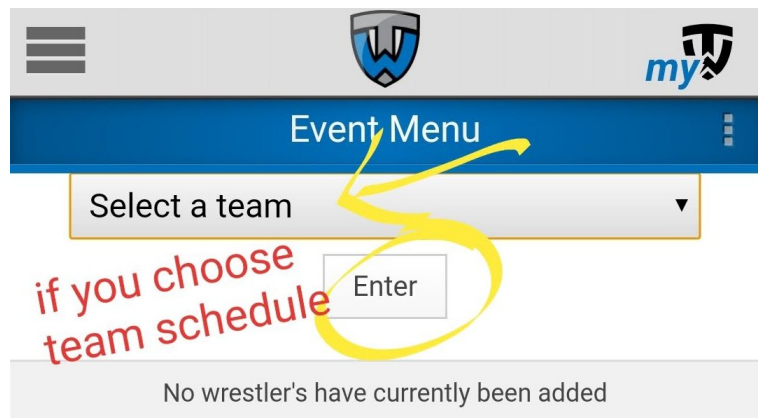 my
Event Menu
Select a team
if you choose
team schedule
Enter
No wrestler's have currently been added